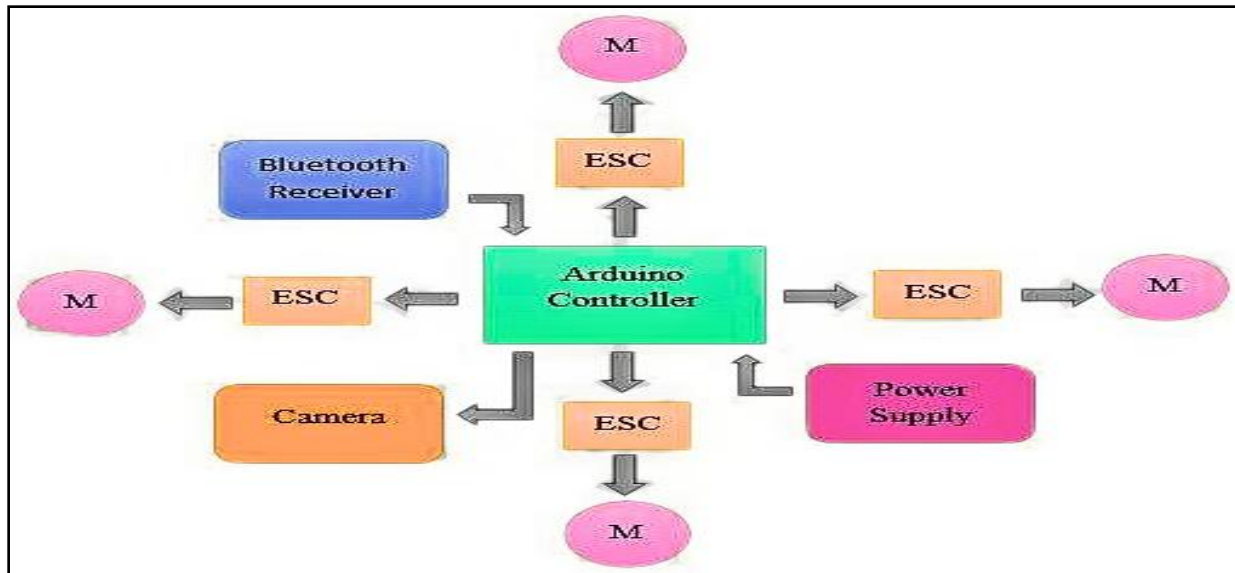 M
ESC
Bluetooth
Receiver
Arduino
Controller
M
ESC
ESC
M
Camera
ESC
Power
Supply
M